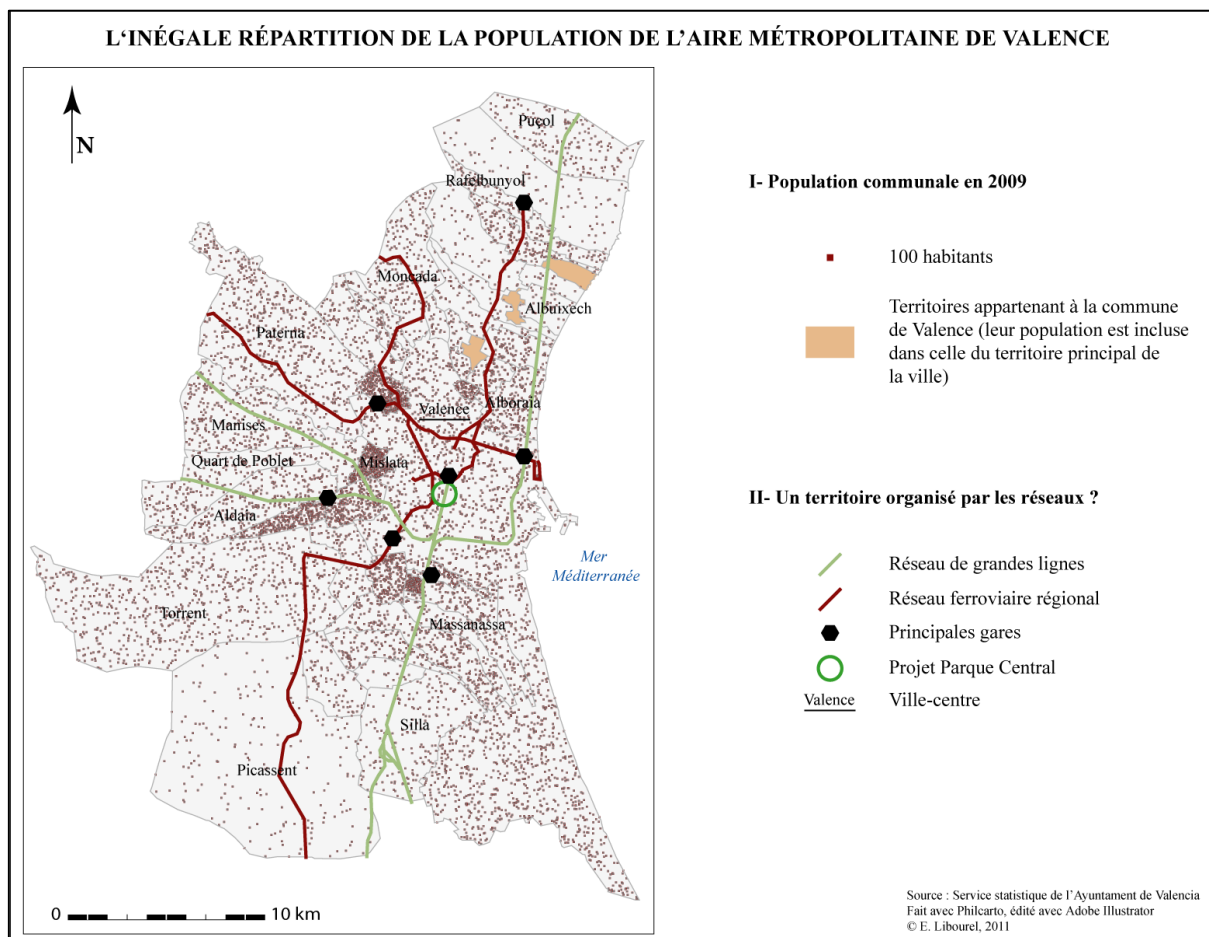 L‘INÉGALE RÉPARTITION DE LA POPULATION DE L’AIRE MÉTROPOLITAINE DE VALENCE
N
Puçol
Rafelbunyol
Moncada
Albuixech
Paterna
Valence
Alboraia
Manises
Quart de Poblet
Mislata
Aldaia
Mer
Méditerranée
Torrent
Massanassa
Silla
Picassent
0 10 km
I- Population communale en 2009
100 habitants
Territoires appartenant à la commune
de Valence (leur population est incluse
dans celle du territoire principal de
la ville)
II- Un territoire organisé par les réseaux ?
Réseau de grandes lignes
Réseau ferroviaire régional
Principales gares
Projet Parque Central
Valence Ville-centre
Source : Service statistique de l’Ayuntament de Valencia
Fait avec Philcarto, édité avec Adobe Illustrator
© E. Libourel, 2011